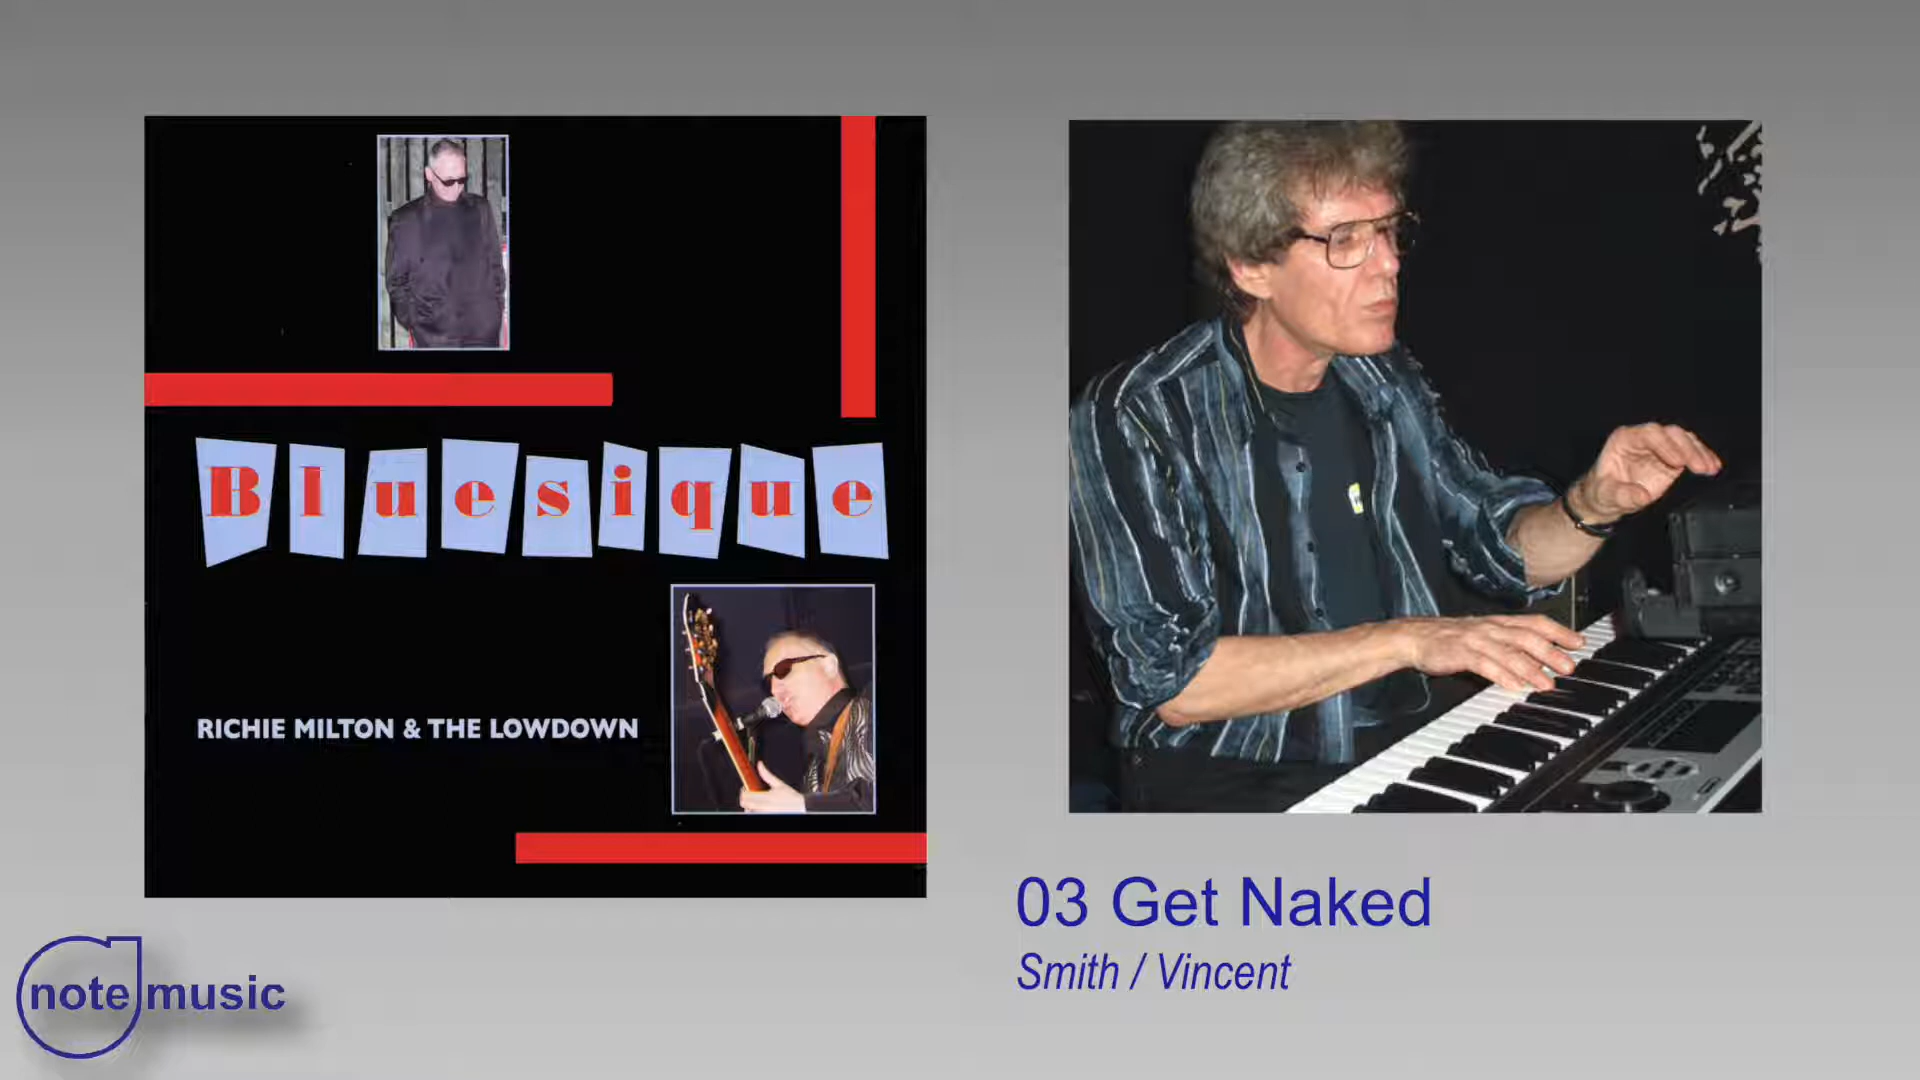 Bluesique
RICHIE MILTON & THE LOWDOWN
03 Get Naked
Smith / Vincent
note music